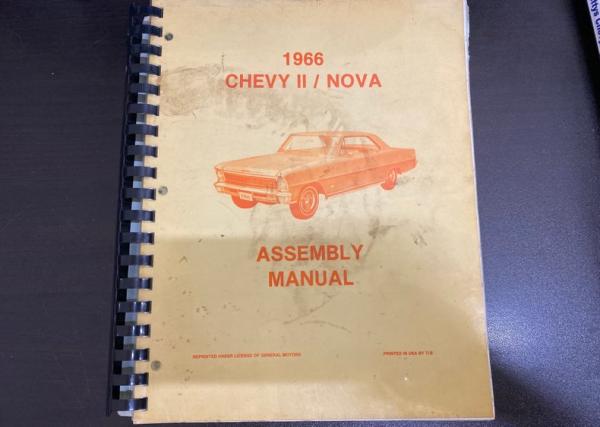 1966
CHEVY II / NOVA
ASSEMBLY
MANUAL
REPRINTED UNDER LICENSE OF GENERAL MOTORS
PRINTED IN USA BY